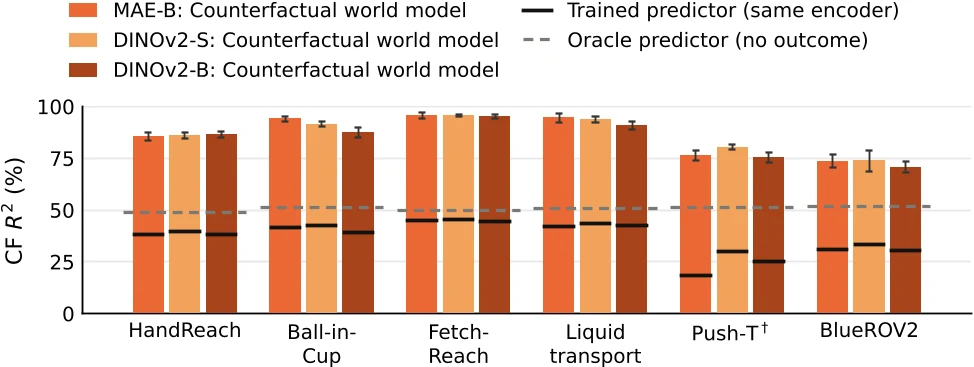 MAE-B: Counterfactual world model
DINOv2-S: Counterfactual world model
DINOv2-B: Counterfactual world model
Trained predictor (same encoder)
Oracle predictor (no outcome)
CF R² (%)
100
75
50
25
0
HandReach
Ball-in-
Cup
Fetch-
Reach
Liquid
transport
Push-T†
BlueROV2